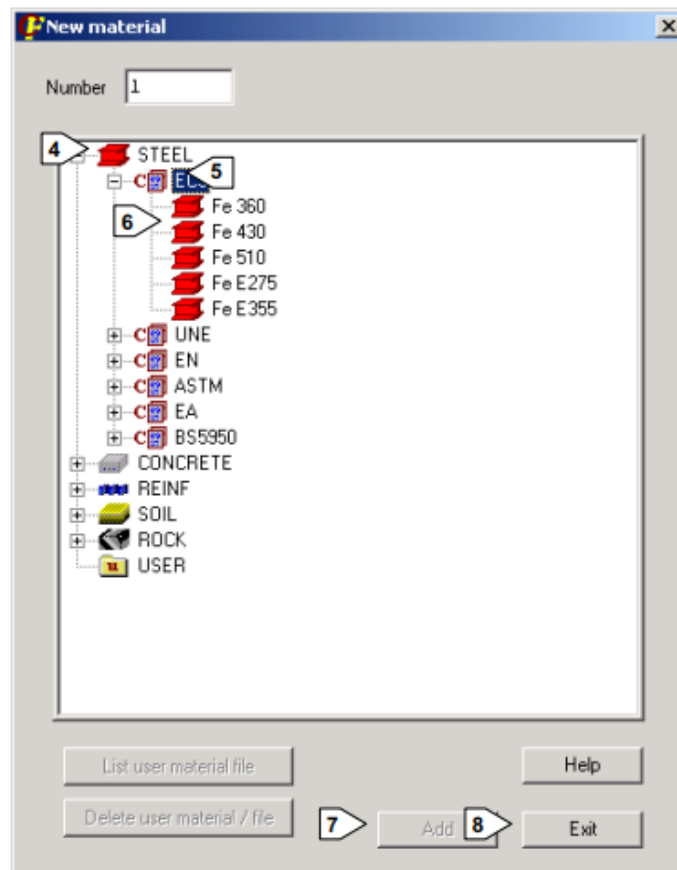 New material
Number 1
4 STEEL
5
6 Fe 360
Fe 430
Fe 510
Fe E275
Fe E355
UNE
EN
ASTM
EA
BS5950
CONCRETE
REINF
SOIL
ROCK
USER
List user material file Help
Delete user material / file 7 Add 8 Exit